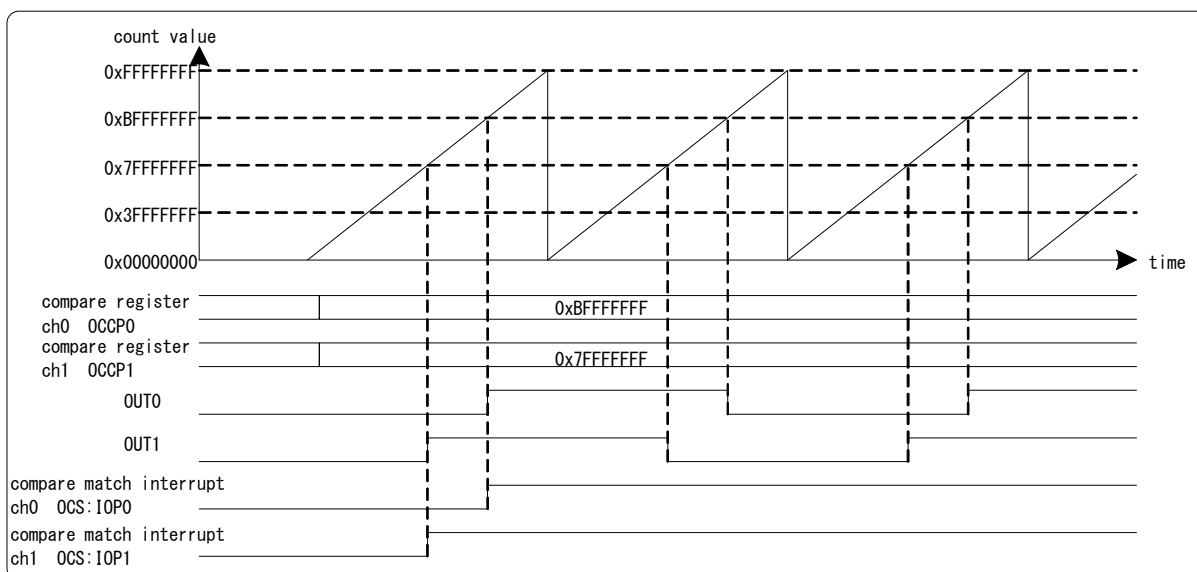 count value
0xFFFFFFFF
0xBFFFFFFF
0x7FFFFFFF
0x3FFFFFFF
0x00000000
time
compare register
ch0 OCCP0
0xBFFFFFFF
compare register
ch1 OCCP1
0x7FFFFFFF
OUT0
OUT1
compare match interrupt
ch0 OCS:IOP0
compare match interrupt
ch1 OCS:IOP1